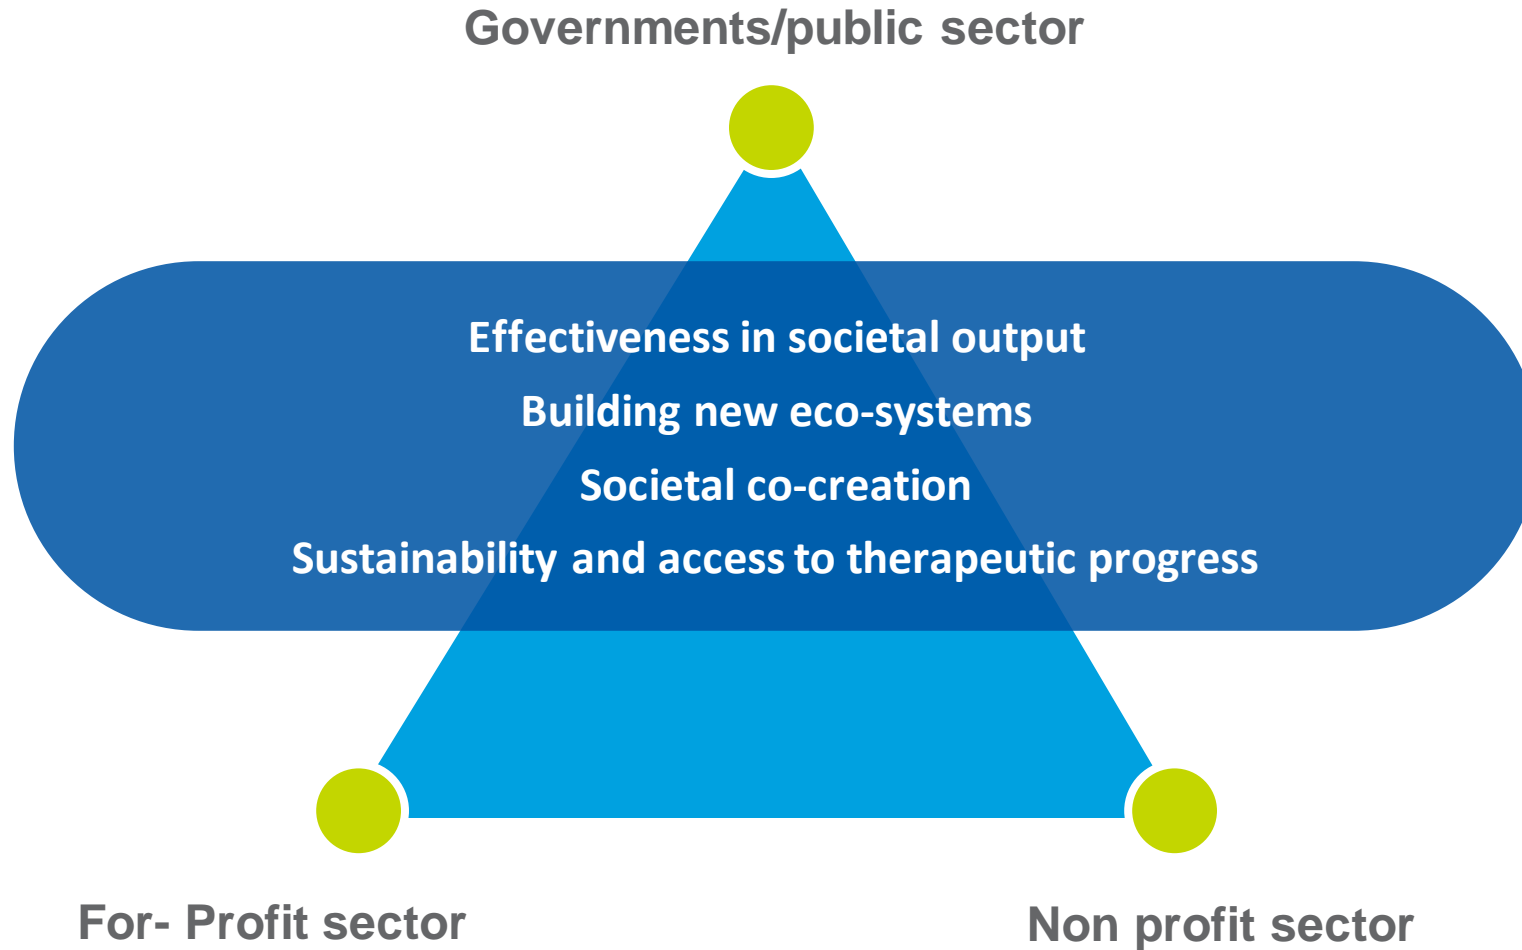 Governments/public sector
Effectiveness in societal output
Building new eco-systems
Societal co-creation
Sustainability and access to therapeutic progress
For- Profit sector
Non profit sector